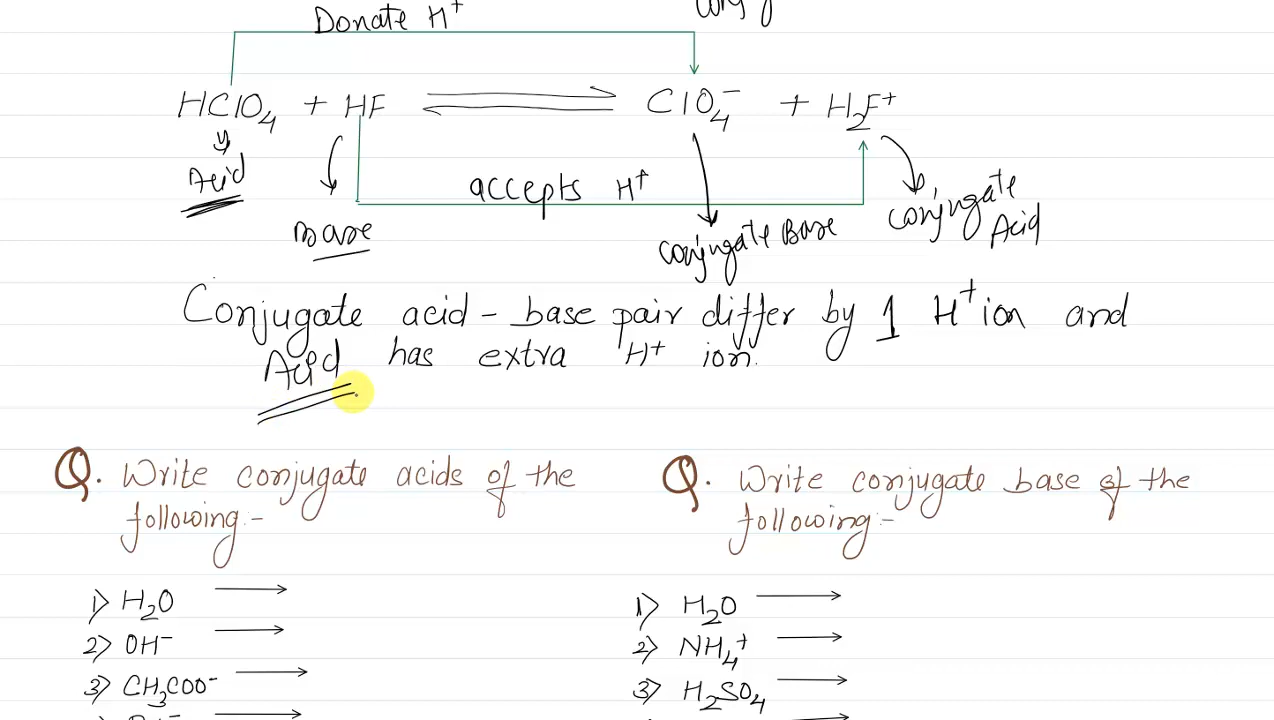 Donate H⁺
HClO₄ + HF ⇌ ClO₄⁻ + H₂F⁺
Acid
Base
accepts H⁺
Conjugate Base
Conjugate Acid
Conjugate acid - base pair differ by 1 H⁺ ion and
Acid has extra H⁺ ion.
Q. Write conjugate acids of the
following:-
1) H₂O →
2) OH⁻ →
3) CH₃COO⁻ →
Q. Write conjugate base of the
following:-
1) H₂O →
2) NH₄⁺ →
3) H₂SO₄ →